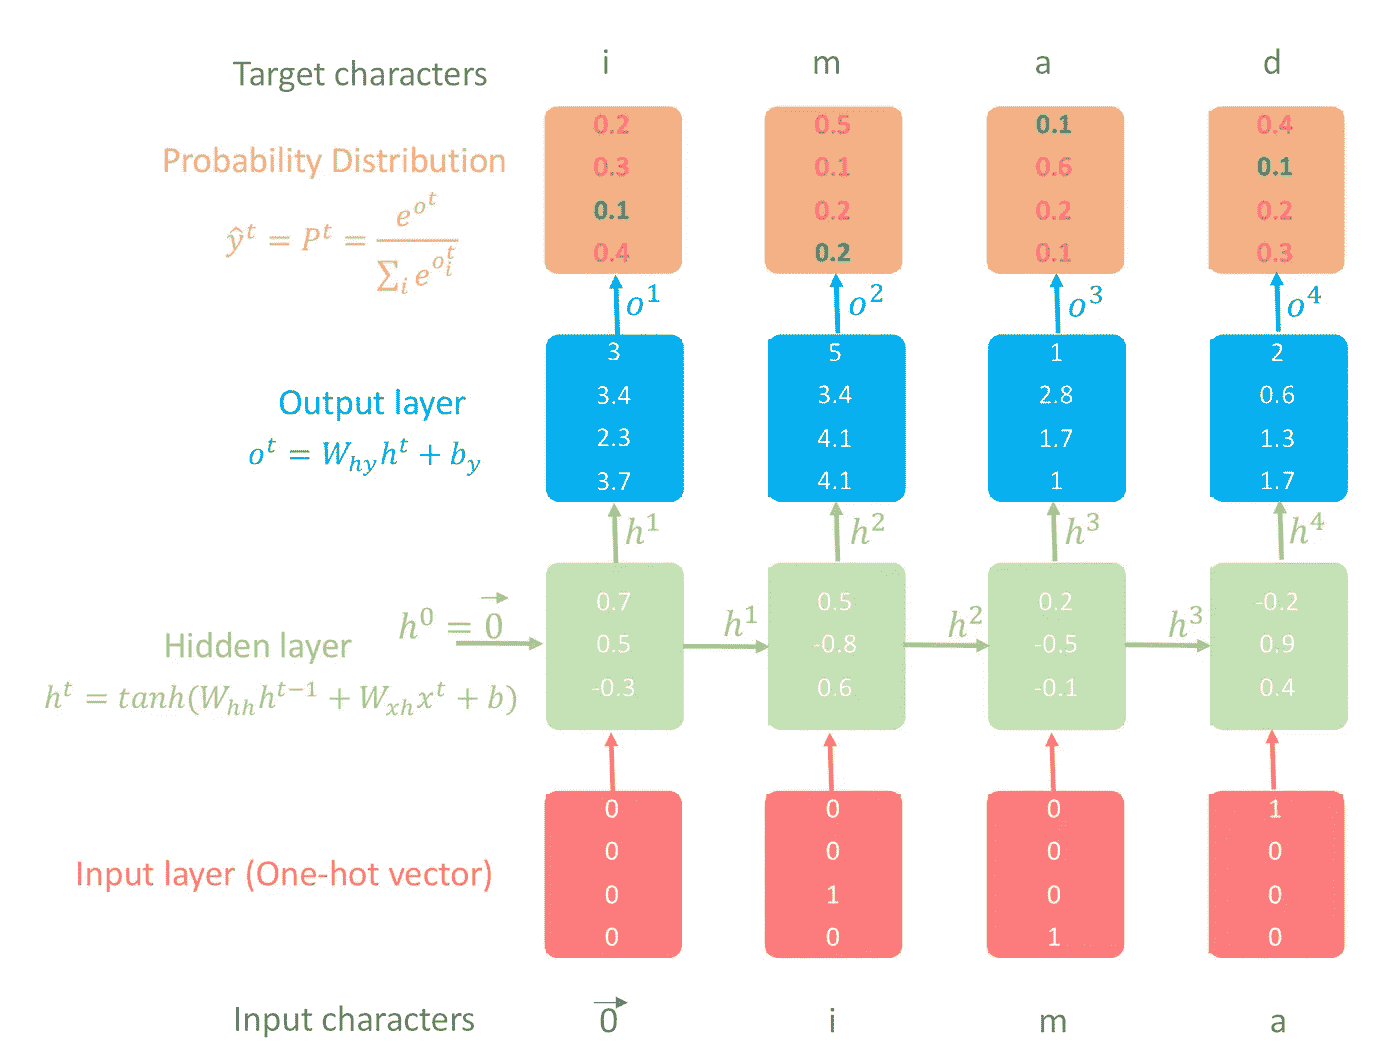 Target characters i m a d
Probability Distribution
0.2 0.5 0.1 0.4
0.3 0.1 0.6 0.1
0.1 0.2 0.2 0.2
0.4 0.2 0.1 0.3
ŷ^t = P^t = e^{o^t} / ∑_i e^{o_i^t}
o^1 o^2 o^3 o^4
Output layer
o^t = W_{hy}h^t + b_y
3 5 1 2
3.4 3.4 2.8 0.6
2.3 4.1 1.7 1.3
3.7 4.1 1 1.7
h^1 h^2 h^3 h^4
h^0 = 0⃗ h^1 h^2 h^3
Hidden layer
h^t = tanh(W_{hh}h^{t−1} + W_{xh}x^t + b)
0.7 0.5 0.2 -0.2
0.5 -0.8 -0.5 0.9
-0.3 0.6 -0.1 0.4
Input layer (One-hot vector)
0 0 0 1
0 0 0 0
0 1 0 0
0 0 1 0
Input characters 0⃗ i m a